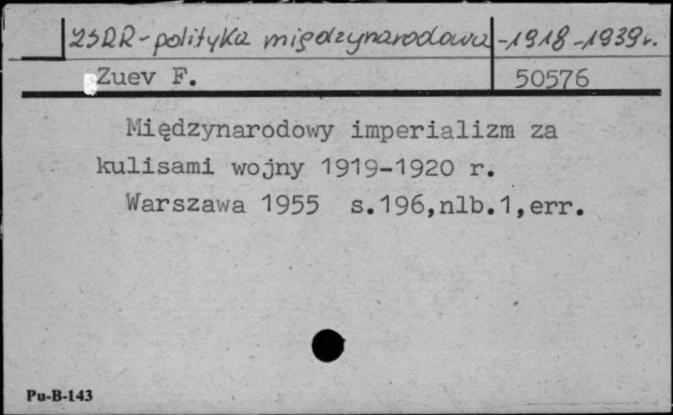 ZSRR-polityka międzynarodowa -1918-1939r.
Zuev F. 50576
Międzynarodowy imperializm za
kulisami wojny 1919-1920 r.
Warszawa 1955 s.196,nlb.1,err.
Pu-B-143